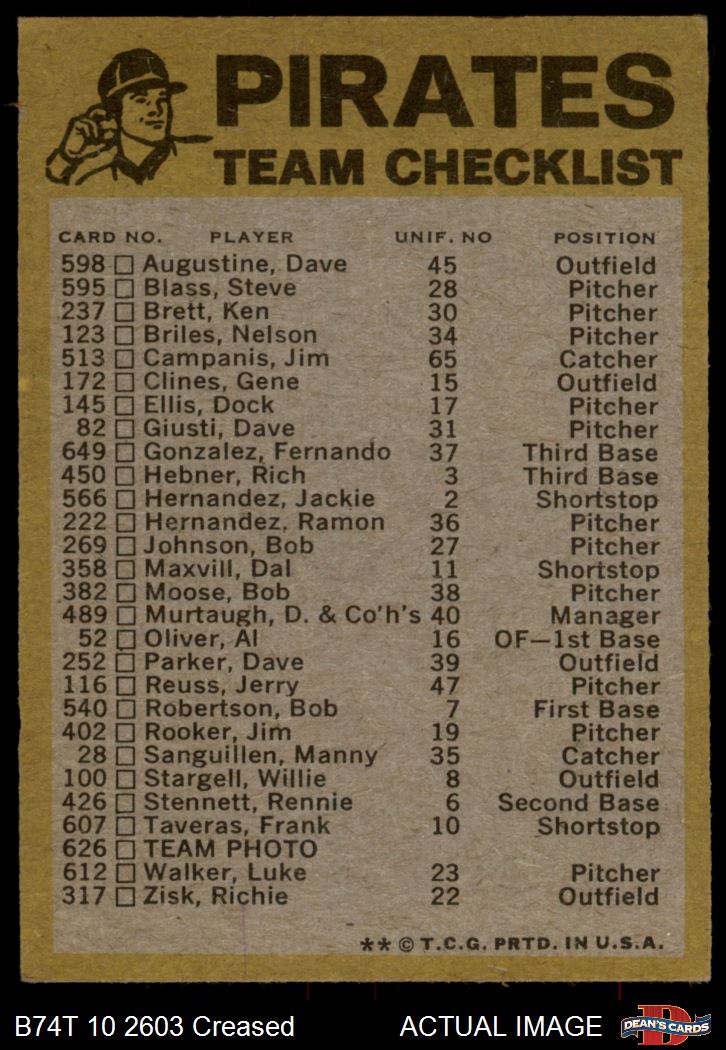 PIRATES
TEAM CHECKLIST
CARD NO. PLAYER UNIF. NO POSITION
598 Augustine, Dave 45 Outfield
595 Blass, Steve 28 Pitcher
237 Brett, Ken 30 Pitcher
123 Briles, Nelson 34 Pitcher
513 Campanis, Jim 65 Catcher
172 Clines, Gene 15 Outfield
145 Ellis, Dock 17 Pitcher
82 Giusti, Dave 31 Pitcher
649 Gonzalez, Fernando 37 Third Base
450 Hebner, Rich 3 Third Base
566 Hernandez, Jackie 2 Shortstop
222 Hernandez, Ramon 36 Pitcher
269 Johnson, Bob 27 Pitcher
358 Maxvill, Dal 11 Shortstop
382 Moose, Bob 38 Pitcher
489 Murtaugh, D. & Co'h's 40 Manager
52 Oliver, Al 16 OF—1st Base
252 Parker, Dave 39 Outfield
116 Reuss, Jerry 47 Pitcher
540 Robertson, Bob 7 First Base
402 Rooker, Jim 19 Pitcher
28 Sanguillen, Manny 35 Catcher
100 Stargell, Willie 8 Outfield
426 Stennett, Rennie 6 Second Base
607 Taveras, Frank 10 Shortstop
626 TEAM PHOTO
612 Walker, Luke 23 Pitcher
317 Zisk, Richie 22 Outfield
** © T.C.G. PRTD. IN U.S.A.
B74T 10 2603 Creased ACTUAL IMAGE
D
DEAN'S CARDS